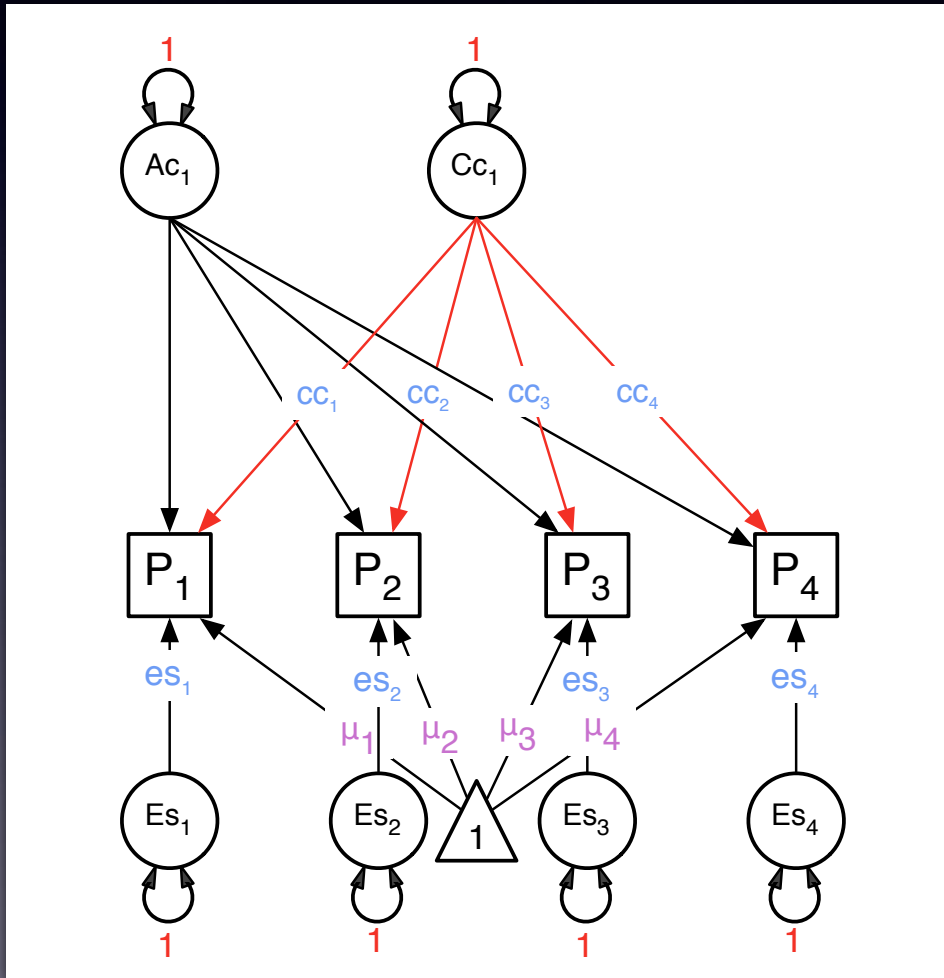 1 1
Ac₁ Cc₁
cc₁ cc₂ cc₃ cc₄
P₁ P₂ P₃ P₄
es₁ es₂ es₃ es₄
μ₁ μ₂ μ₃ μ₄
Es₁ Es₂ 1 Es₃ Es₄
1 1 1 1